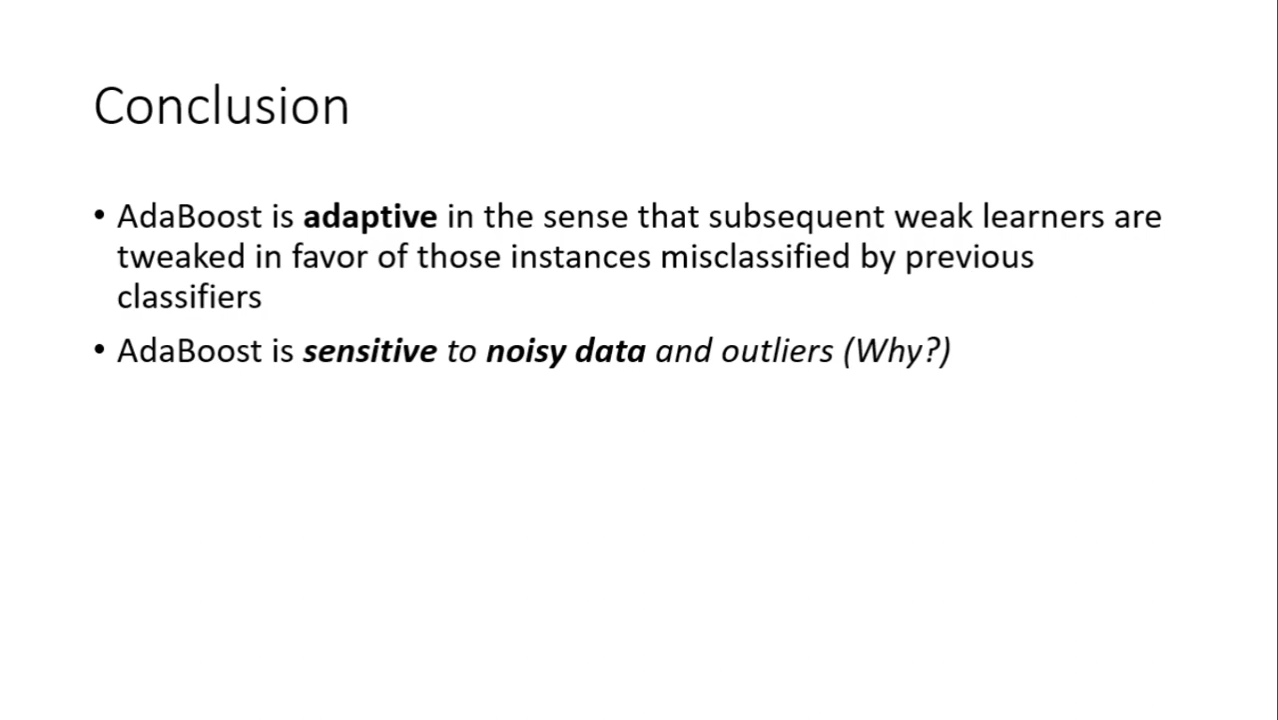 Conclusion
• AdaBoost is adaptive in the sense that subsequent weak learners are
tweaked in favor of those instances misclassified by previous
classifiers
• AdaBoost is sensitive to noisy data and outliers (Why?)